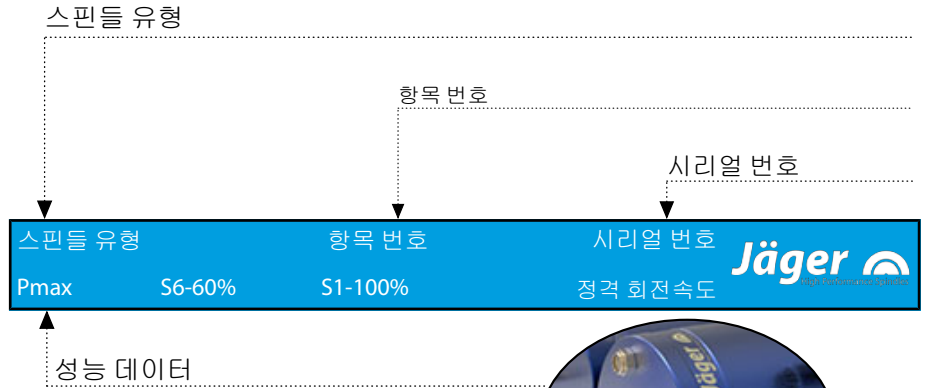 스핀들 유형
항목 번호
시리얼 번호
스핀들 유형 항목 번호 시리얼 번호 Jäger
Pmax S6-60% S1-100% 정격 회전속도
성능 데이터
Jäger